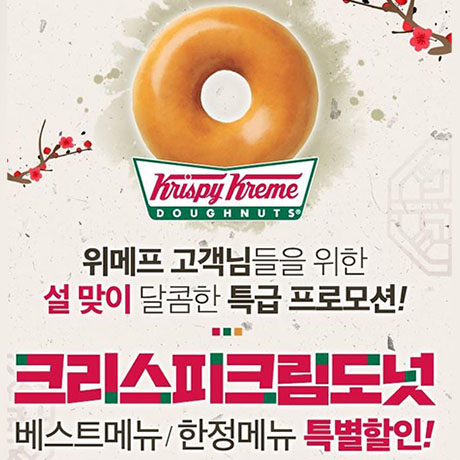 Krispy Kreme
DOUGHNUTS®
위메프 고객님들을 위한
설 맞이 달콤한 특급 프로모션!
크리스피크림도넛
베스트메뉴/한정메뉴 특별할인!